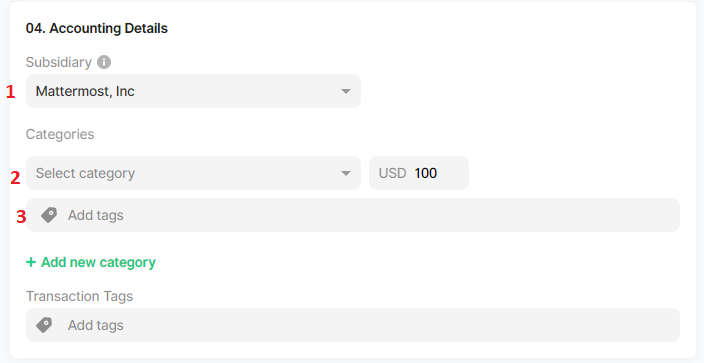 04. Accounting Details
Subsidiary
1 Mattermost, Inc
Categories
2 Select category USD 100
3 Add tags
+ Add new category
Transaction Tags
Add tags